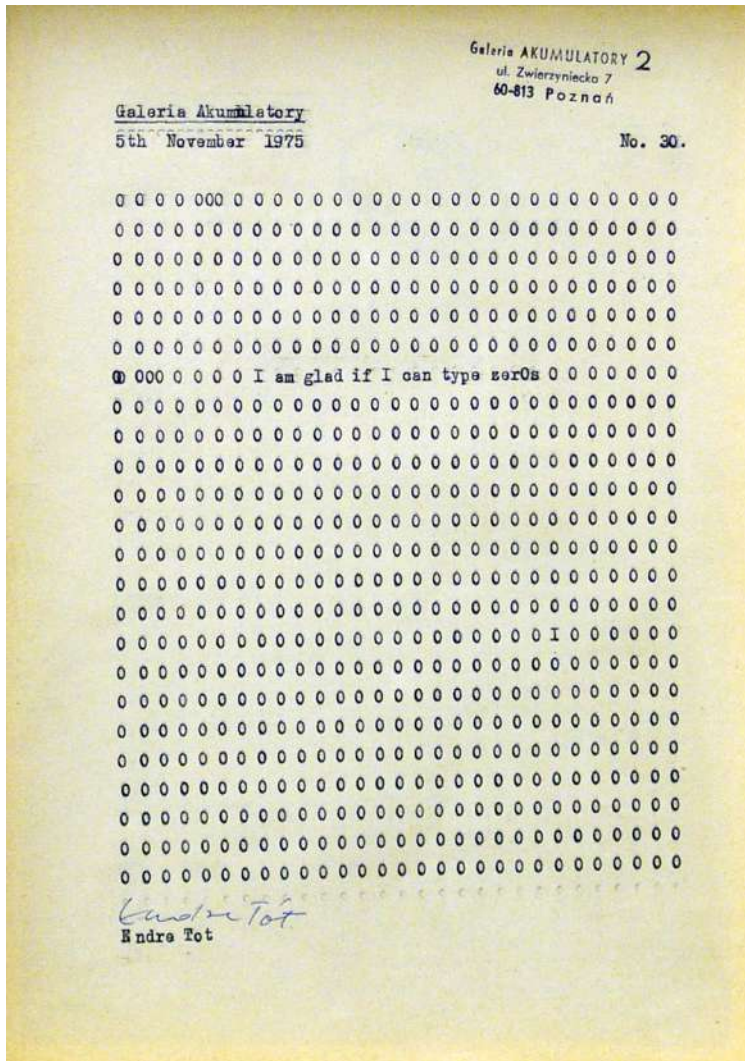 Galeria AKUMULATORY 2
ul. Zwierzyniecka 7
60-813 Poznań
Galeria Akumulatory
5th November 1975 No. 30.
0 0 0 0 000 0 0 0 0 0 0 0 0 0 0 0 0 0 0 0 0 0 0 0 0 0 0 0
0 0 0 0 0 0 0 0 0 0 0 0 0 0 0 0 0 0 0 0 0 0 0 0 0 0 0 0 0
0 0 0 0 0 0 0 0 0 0 0 0 0 0 0 0 0 0 0 0 0 0 0 0 0 0 0 0 0
0 0 0 0 0 0 0 0 0 0 0 0 0 0 0 0 0 0 0 0 0 0 0 0 0 0 0 0 0
0 0 0 0 0 0 0 0 0 0 0 0 0 0 0 0 0 0 0 0 0 0 0 0 0 0 0 0 0
0 0 0 0 0 0 0 0 0 0 0 0 0 0 0 0 0 0 0 0 0 0 0 0 0 0 0 0 0
0 000 0 0 0 0 I am glad if I can type zer0s 0 0 0 0 0 0 0
0 0 0 0 0 0 0 0 0 0 0 0 0 0 0 0 0 0 0 0 0 0 0 0 0 0 0 0 0
0 0 0 0 0 0 0 0 0 0 0 0 0 0 0 0 0 0 0 0 0 0 0 0 0 0 0 0 0
0 0 0 0 0 0 0 0 0 0 0 0 0 0 0 0 0 0 0 0 0 0 0 0 0 0 0 0 0
0 0 0 0 0 0 0 0 0 0 0 0 0 0 0 0 0 0 0 0 0 0 0 0 0 0 0 0 0
0 0 0 0 0 0 0 0 0 0 0 0 0 0 0 0 0 0 0 0 0 0 0 0 0 0 0 0 0
0 0 0 0 0 0 0 0 0 0 0 0 0 0 0 0 0 0 0 0 0 0 0 0 0 0 0 0 0
0 0 0 0 0 0 0 0 0 0 0 0 0 0 0 0 0 0 0 0 0 0 0 0 0 0 0 0 0
0 0 0 0 0 0 0 0 0 0 0 0 0 0 0 0 0 0 0 0 0 0 0 0 0 0 0 0 0
0 0 0 0 0 0 0 0 0 0 0 0 0 0 0 0 0 0 0 0 0 0 I 0 0 0 0 0 0
0 0 0 0 0 0 0 0 0 0 0 0 0 0 0 0 0 0 0 0 0 0 0 0 0 0 0 0 0
0 0 0 0 0 0 0 0 0 0 0 0 0 0 0 0 0 0 0 0 0 0 0 0 0 0 0 0 0
0 0 0 0 0 0 0 0 0 0 0 0 0 0 0 0 0 0 0 0 0 0 0 0 0 0 0 0 0
0 0 0 0 0 0 0 0 0 0 0 0 0 0 0 0 0 0 0 0 0 0 0 0 0 0 0 0 0
0 0 0 0 0 0 0 0 0 0 0 0 0 0 0 0 0 0 0 0 0 0 0 0 0 0 0 0 0
0 0 0 0 0 0 0 0 0 0 0 0 0 0 0 0 0 0 0 0 0 0 0 0 0 0 0 0 0
0 0 0 0 0 0 0 0 0 0 0 0 0 0 0 0 0 0 0 0 0 0 0 0 0 0 0 0 0
0 0 0 0 0 0 0 0 0 0 0 0 0 0 0 0 0 0 0 0 0 0 0 0 0 0 0 0 0
Endre Tót
Endre Tot